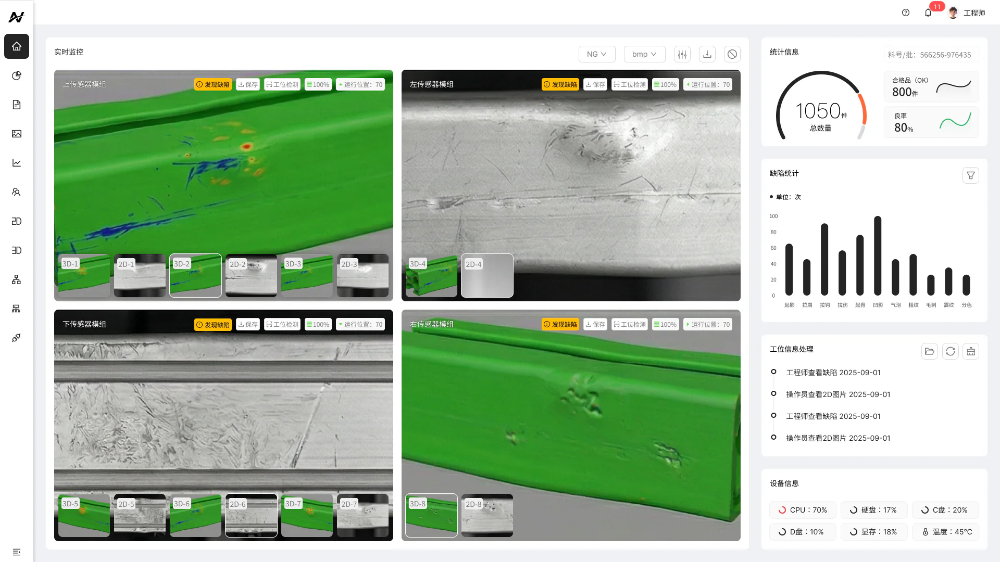 11
工程师
实时监控
NG
bmp
上传感器模组
发现缺陷
保存
工位检测
100%
运行位置：70
3D-1
2D-1
3D-2
2D-2
3D-3
2D-3
左传感器模组
发现缺陷
保存
工位检测
100%
运行位置：70
3D-4
2D-4
下传感器模组
发现缺陷
保存
工位检测
100%
运行位置：70
3D-5
2D-5
3D-6
2D-6
3D-7
2D-7
右传感器模组
发现缺陷
保存
工位检测
100%
运行位置：70
3D-8
2D-8
统计信息
料号/批：566256-976435
1050件
总数量
合格品（OK）
800件
良率
80%
缺陷统计
单位：次
100
80
60
40
20
0
起影 拉崩 拉钩 拉伤 起骨 凹影 气泡 粗纹 毛刺 震纹 分色
工位信息处理
工程师查看缺陷 2025-09-01
操作员查看2D图片 2025-09-01
工程师查看缺陷 2025-09-01
操作员查看2D图片 2025-09-01
设备信息
CPU：70%
硬盘：17%
C盘：20%
D盘：10%
显存：18%
温度：45°C
2D
3D